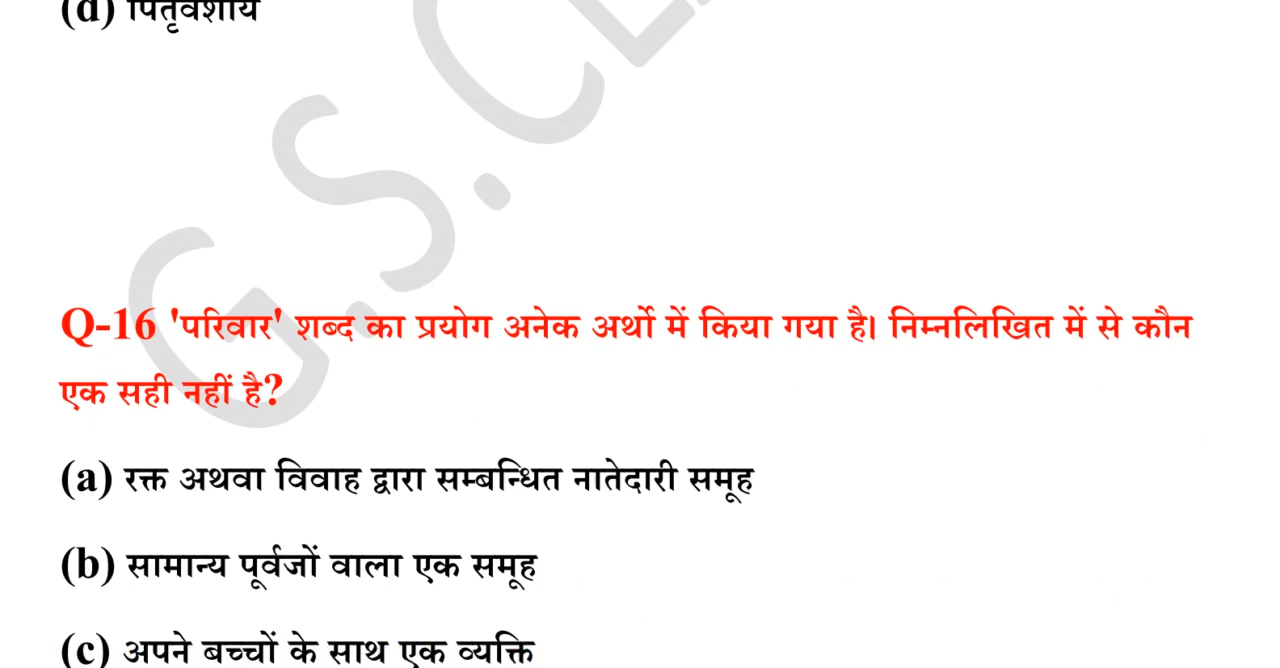 (d) पितृवंशीय
G.S.CL
Q-16 'परिवार' शब्द का प्रयोग अनेक अर्थो में किया गया है। निम्नलिखित में से कौन
एक सही नहीं है?
(a) रक्त अथवा विवाह द्वारा सम्बन्धित नातेदारी समूह
(b) सामान्य पूर्वजों वाला एक समूह
(c) अपने बच्चों के साथ एक व्यक्ति